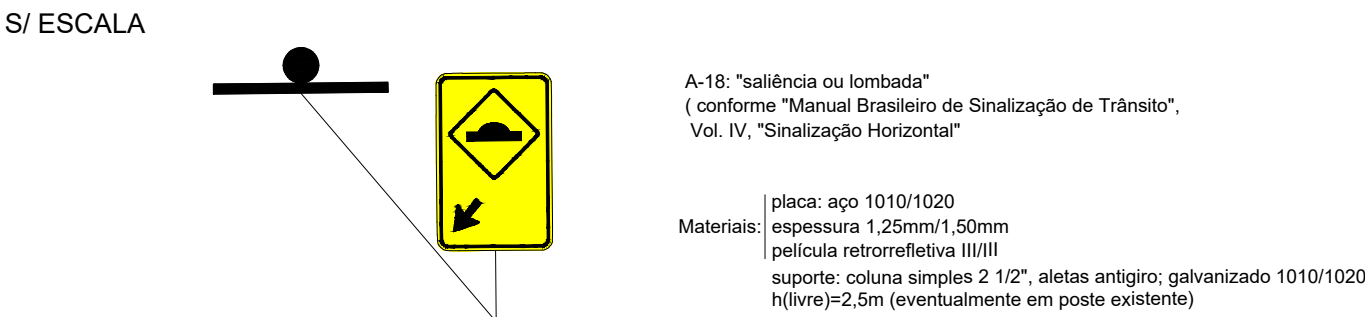 S/ ESCALA
A-18: "saliência ou lombada"
( conforme "Manual Brasileiro de Sinalização de Trânsito",
Vol. IV, "Sinalização Horizontal"
placa: aço 1010/1020
Materiais: espessura 1,25mm/1,50mm
película retrorrefletiva III/III
suporte: coluna simples 2 1/2", aletas antigiro; galvanizado 1010/1020
h(livre)=2,5m (eventualmente em poste existente)